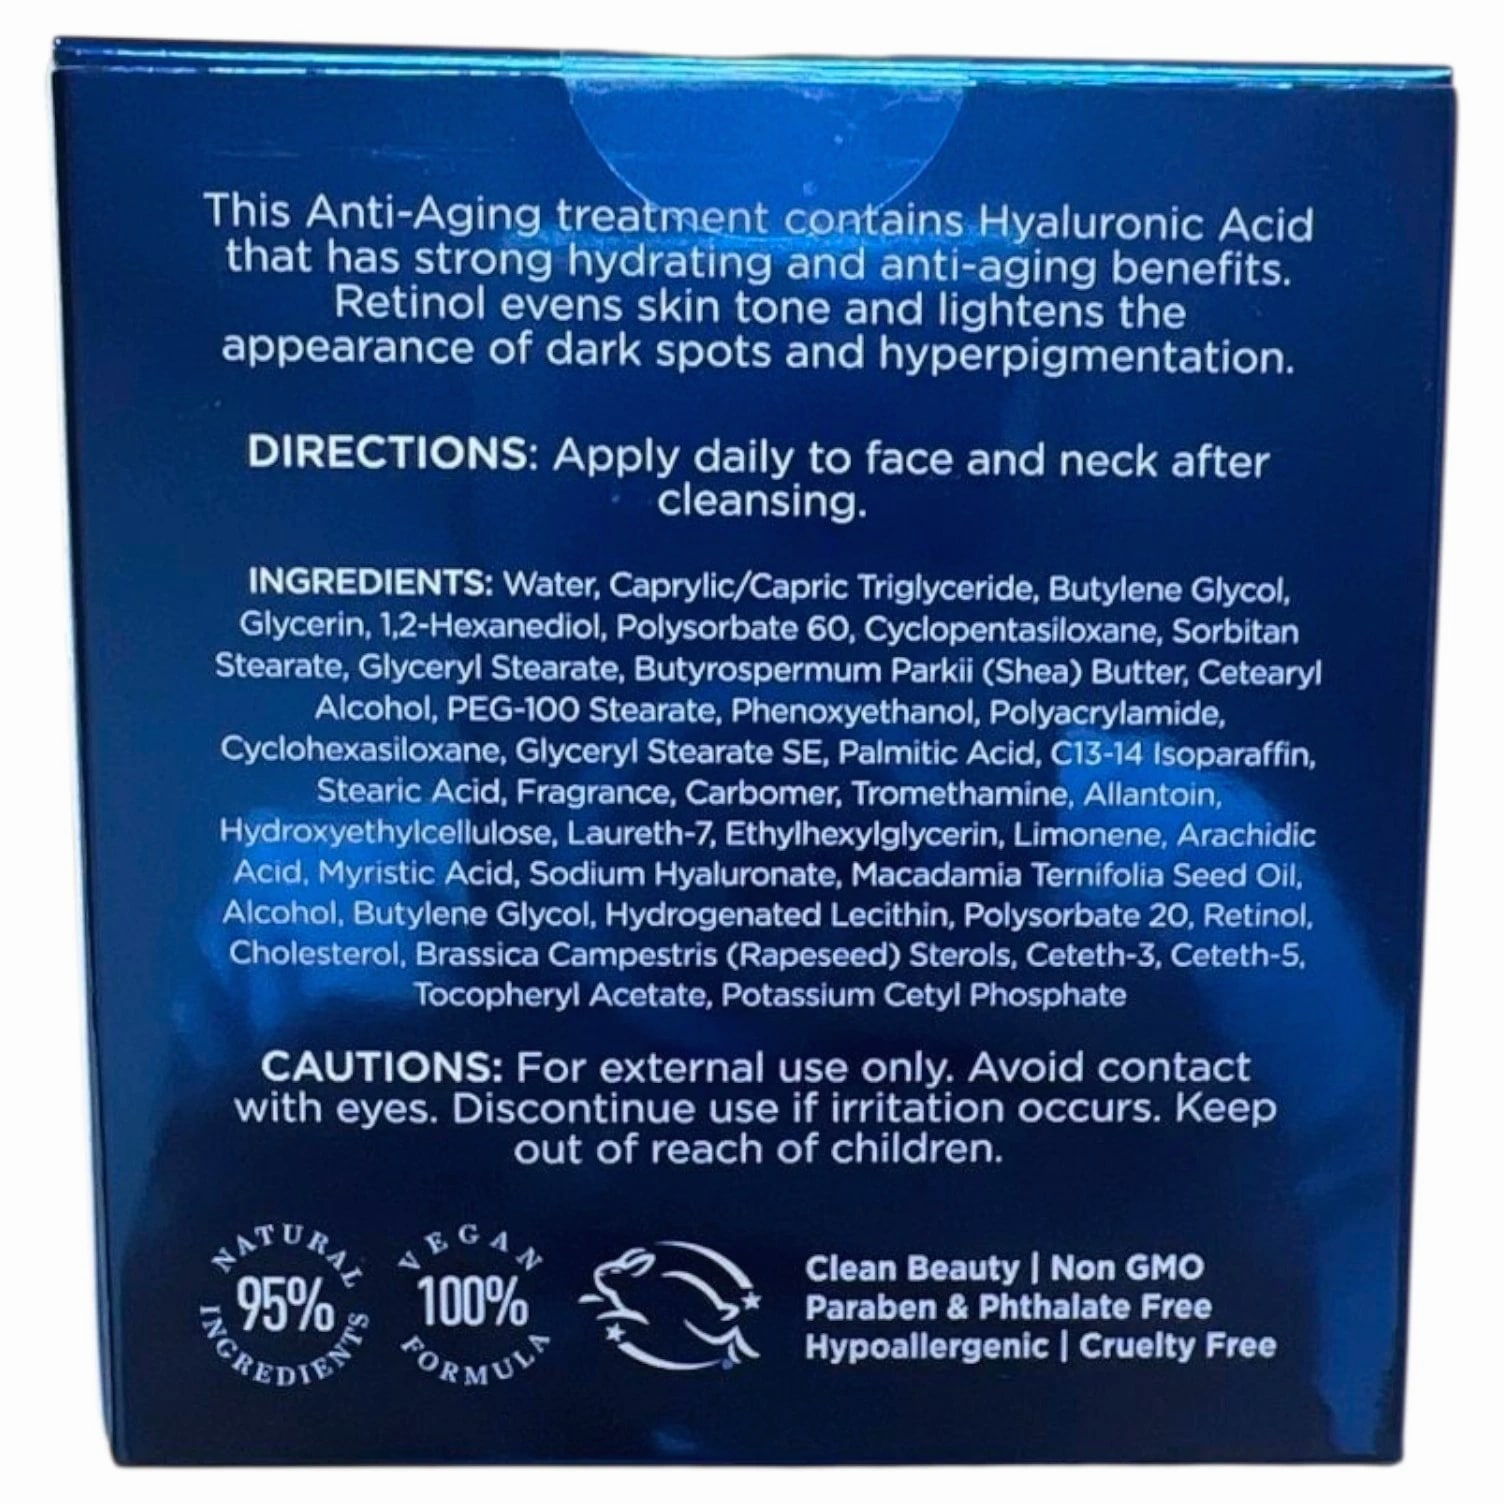 This Anti-Aging treatment contains Hyaluronic Acid
that has strong hydrating and anti-aging benefits.
Retinol evens skin tone and lightens the
appearance of dark spots and hyperpigmentation.
DIRECTIONS: Apply daily to face and neck after
cleansing.
INGREDIENTS: Water, Caprylic/Capric Triglyceride, Butylene Glycol,
Glycerin, 1,2-Hexanediol, Polysorbate 60, Cyclopentasiloxane, Sorbitan
Stearate, Glyceryl Stearate, Butyrospermum Parkii (Shea) Butter, Cetearyl
Alcohol, PEG-100 Stearate, Phenoxyethanol, Polyacrylamide,
Cyclohexasiloxane, Glyceryl Stearate SE, Palmitic Acid, C13-14 Isoparaffin,
Stearic Acid, Fragrance, Carbomer, Tromethamine, Allantoin,
Hydroxyethylcellulose, Laureth-7, Ethylhexylglycerin, Limonene, Arachidic
Acid, Myristic Acid, Sodium Hyaluronate, Macadamia Ternifolia Seed Oil,
Alcohol, Butylene Glycol, Hydrogenated Lecithin, Polysorbate 20, Retinol,
Cholesterol, Brassica Campestris (Rapeseed) Sterols, Ceteth-3, Ceteth-5,
Tocopheryl Acetate, Potassium Cetyl Phosphate
CAUTIONS: For external use only. Avoid contact
with eyes. Discontinue use if irritation occurs. Keep
out of reach of children.
NATURAL
95%
INGREDIENTS
VEGAN
100%
FORMULA
Clean Beauty | Non GMO
Paraben & Phthalate Free
Hypoallergenic | Cruelty Free